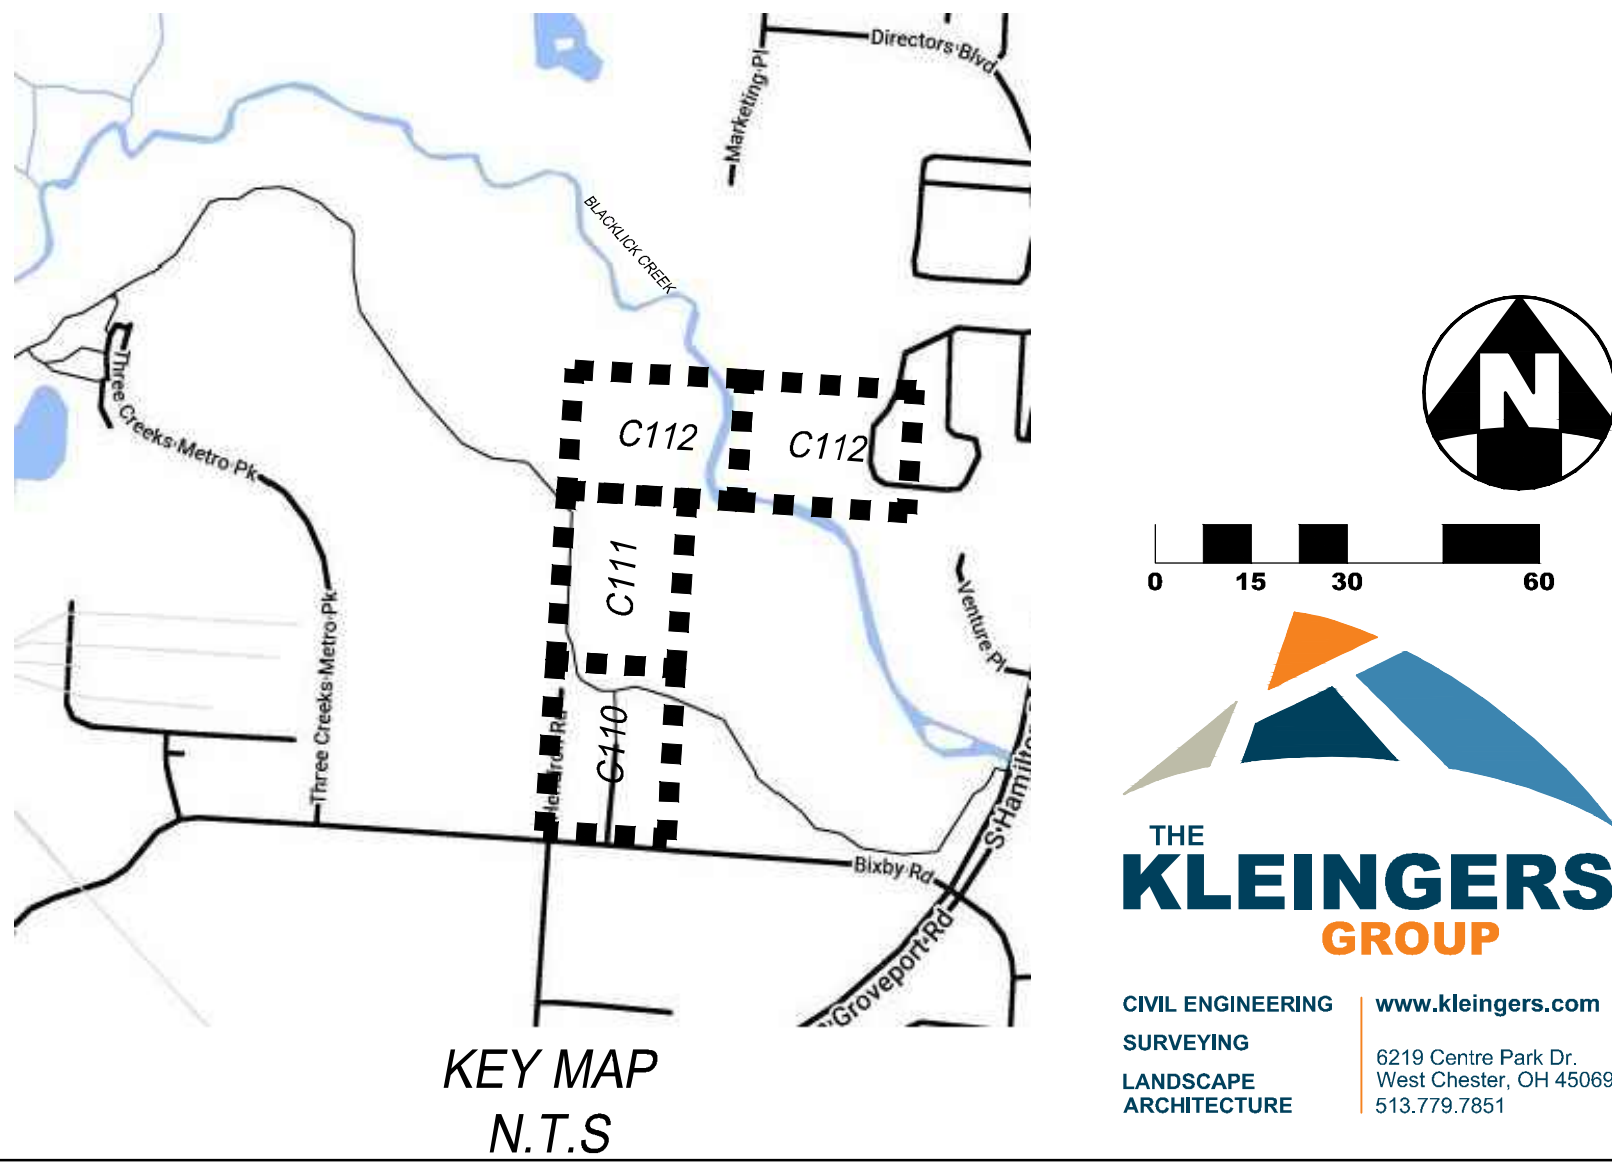 Directors Blvd
Marketing Pl
BLACKLICK CREEK
Three Creeks Metro Pk
C112
C112
C111
Three Creeks Metro Pk
Venture Pl
C110
Bixby Rd
Groveport Rd
KEY MAP
N.T.S
N
0 15 30 60
THE
KLEINGERS
GROUP
CIVIL ENGINEERING
SURVEYING
LANDSCAPE
ARCHITECTURE
www.kleingers.com
6219 Centre Park Dr.
West Chester, OH 45069
513.779.7851